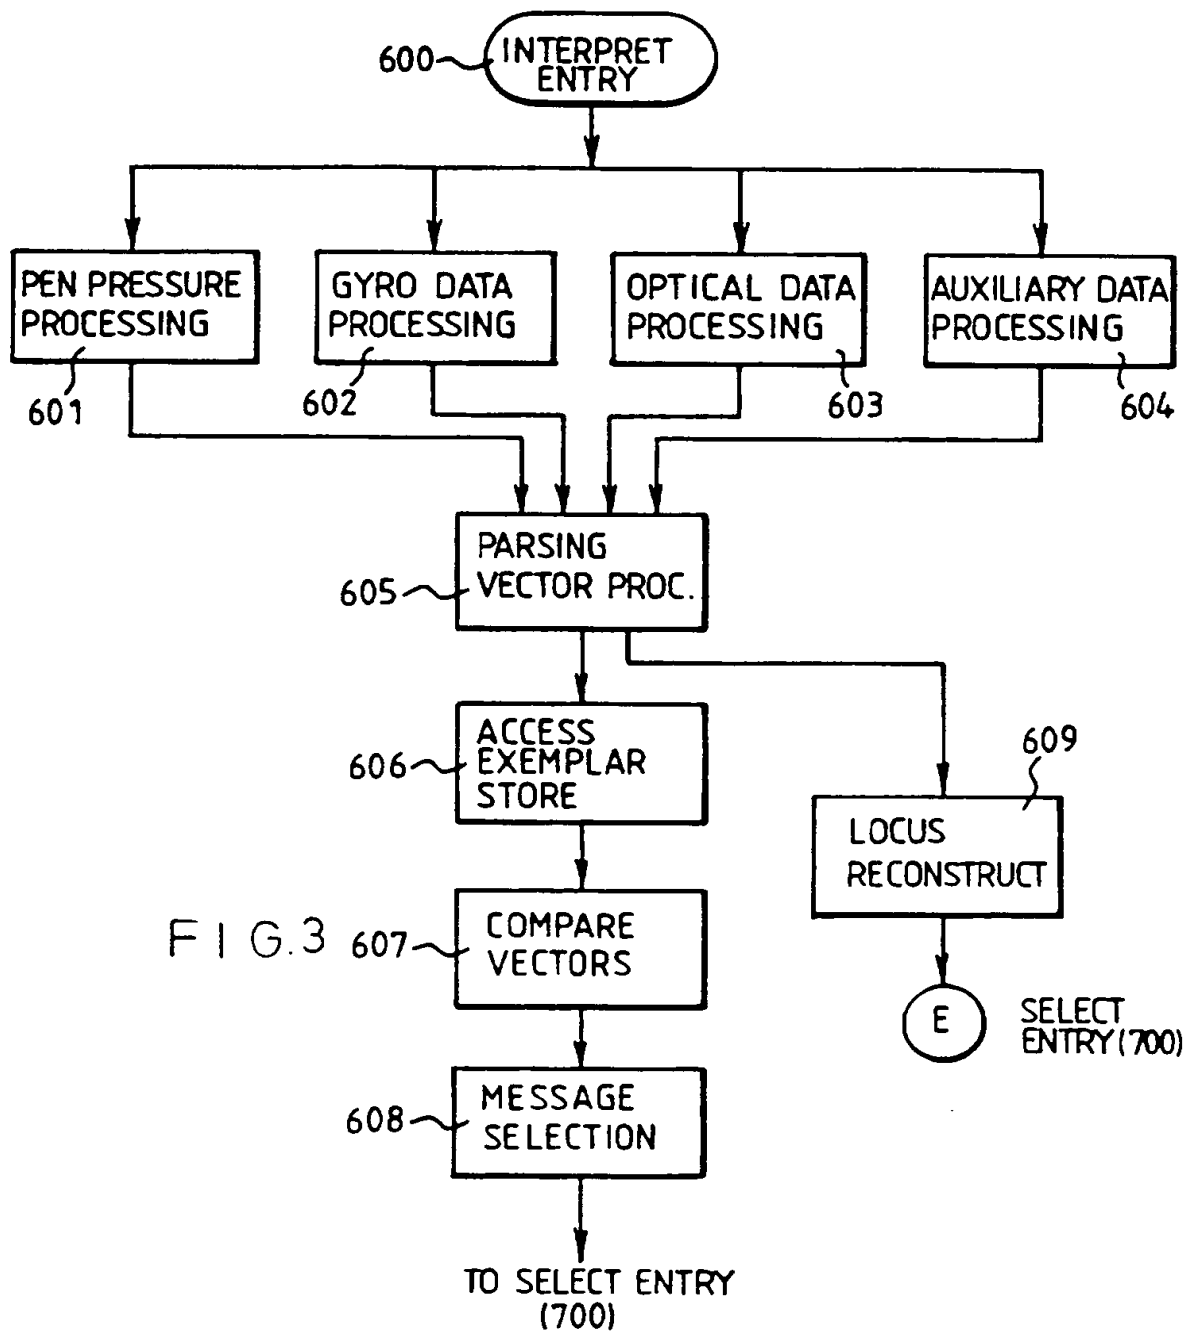 600
INTERPRET
ENTRY
PEN PRESSURE
PROCESSING
601
GYRO DATA
PROCESSING
602
OPTICAL DATA
PROCESSING
603
AUXILIARY DATA
PROCESSING
604
PARSING
VECTOR PROC.
605
ACCESS
EXEMPLAR
STORE
606
609
LOCUS
RECONSTRUCT
FIG.3
607
COMPARE
VECTORS
E
SELECT
ENTRY(700)
MESSAGE
SELECTION
608
TO SELECT ENTRY
(700)